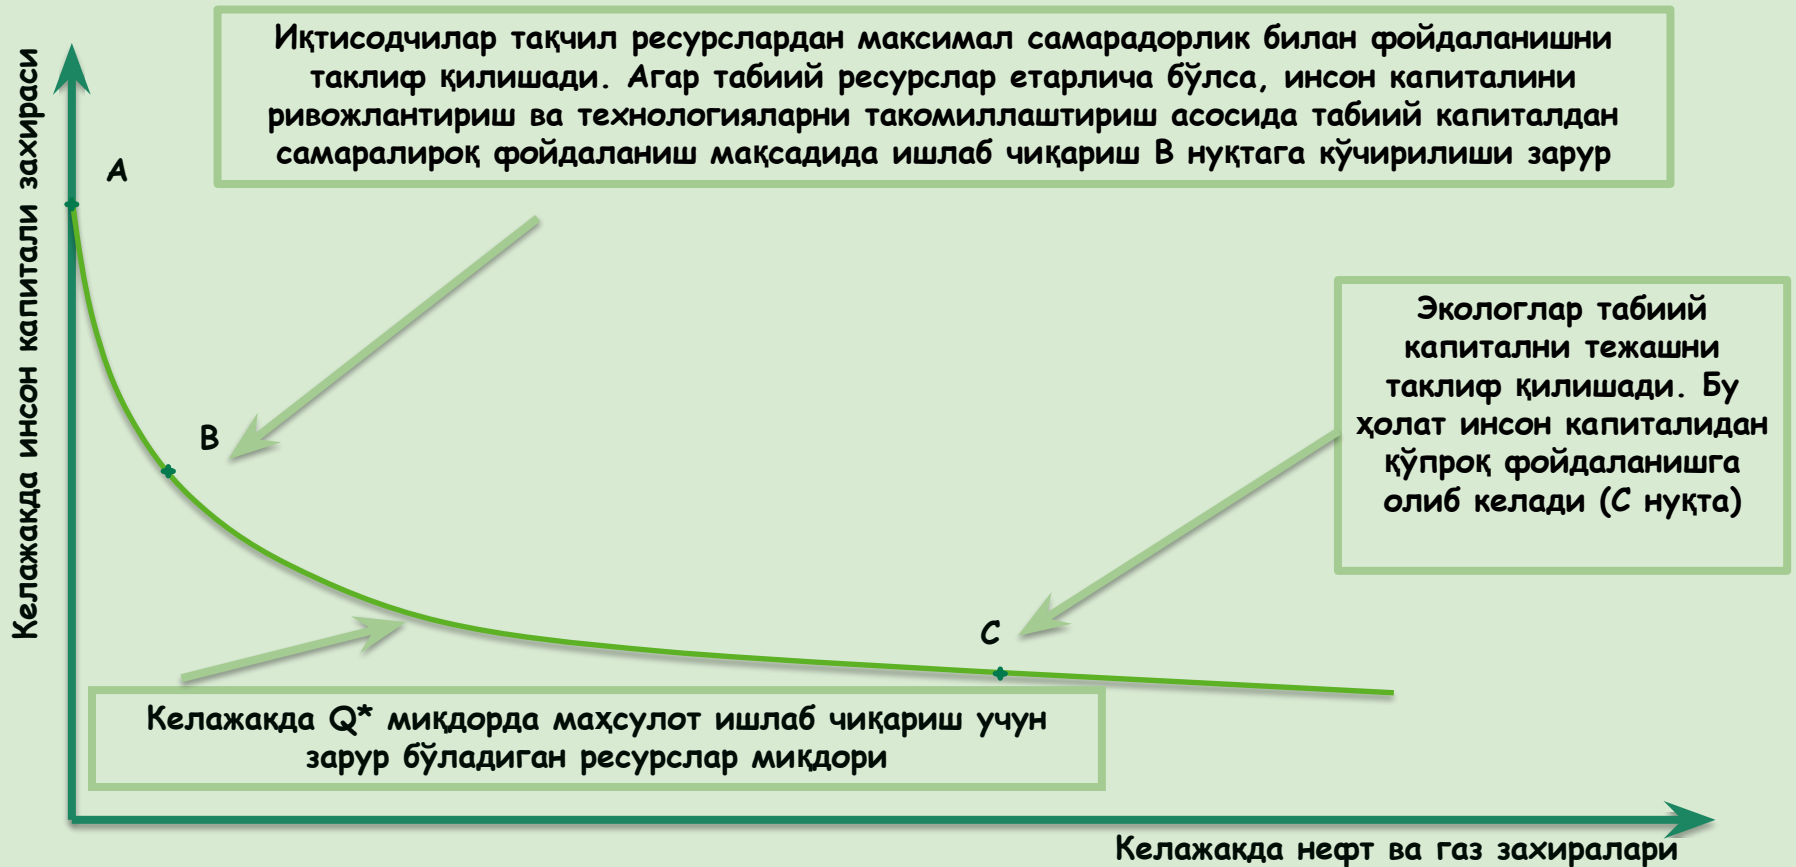 Иқтисодчилар тақчил ресурслардан максимал самарадорлик билан фойдаланишни
таклиф қилишади. Агар табиий ресурслар етарлича бўлса, инсон капиталини
ривожлантириш ва технологияларни такомиллаштириш асосида табиий капиталдан
самаралироқ фойдаланиш мақсадида ишлаб чиқариш В нуқтага кўчирилиши зарур
Келажакда инсон капитали захираси
А
В
Экологлар табиий
капитални тежашни
таклиф қилишади. Бу
ҳолат инсон капиталидан
қўпроқ фойдаланишга
олиб келади (С нуқта)
С
Келажакда Q* миқдорда маҳсулот ишлаб чиқариш учун
зарур бўладиган ресурслар миқдори
Келажакда нефт ва газ захиралари